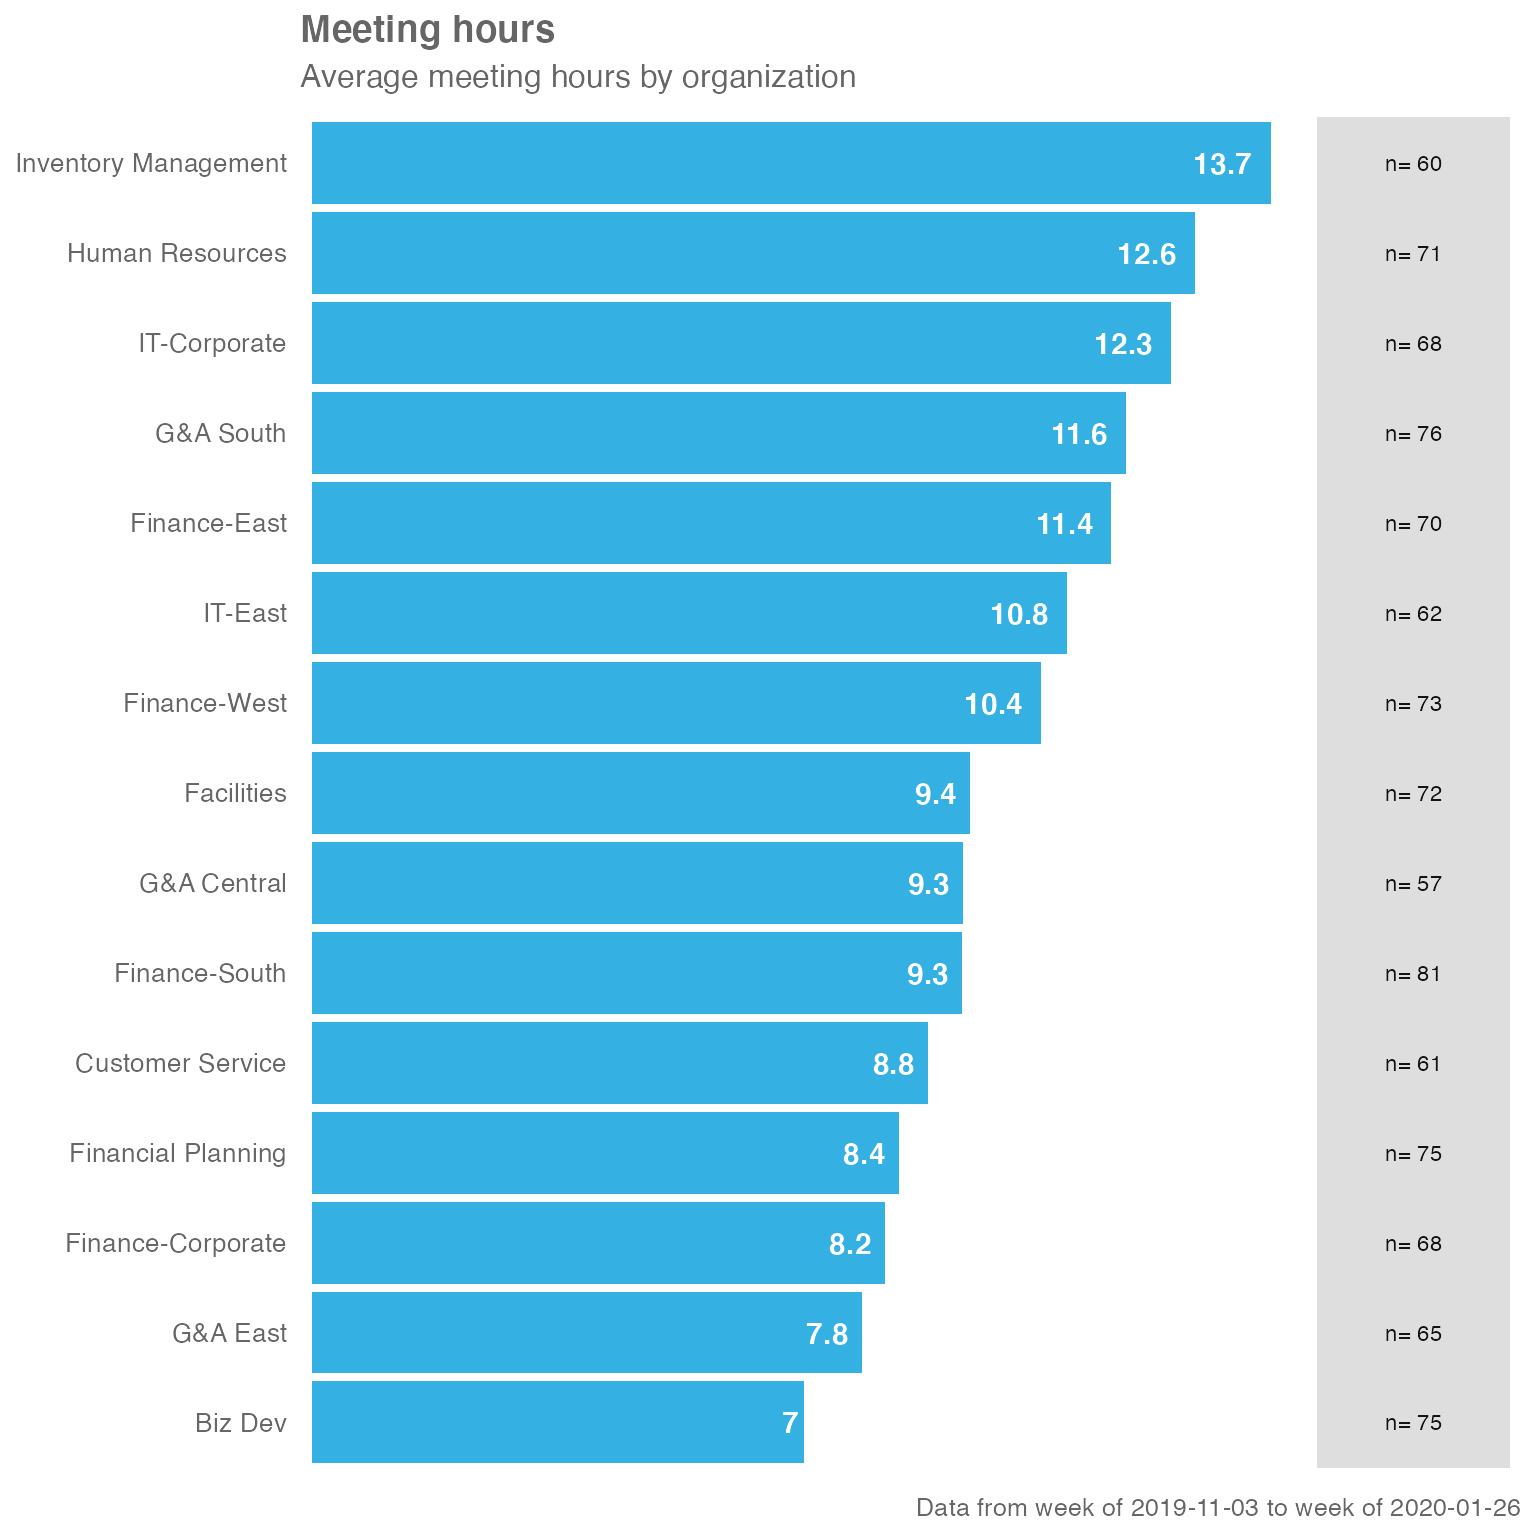 Meeting hours
Average meeting hours by organization
Inventory Management 13.7 n= 60
Human Resources 12.6 n= 71
IT-Corporate 12.3 n= 68
G&A South 11.6 n= 76
Finance-East 11.4 n= 70
IT-East 10.8 n= 62
Finance-West 10.4 n= 73
Facilities 9.4 n= 72
G&A Central 9.3 n= 57
Finance-South 9.3 n= 81
Customer Service 8.8 n= 61
Financial Planning 8.4 n= 75
Finance-Corporate 8.2 n= 68
G&A East 7.8 n= 65
Biz Dev 7 n= 75
Data from week of 2019-11-03 to week of 2020-01-26